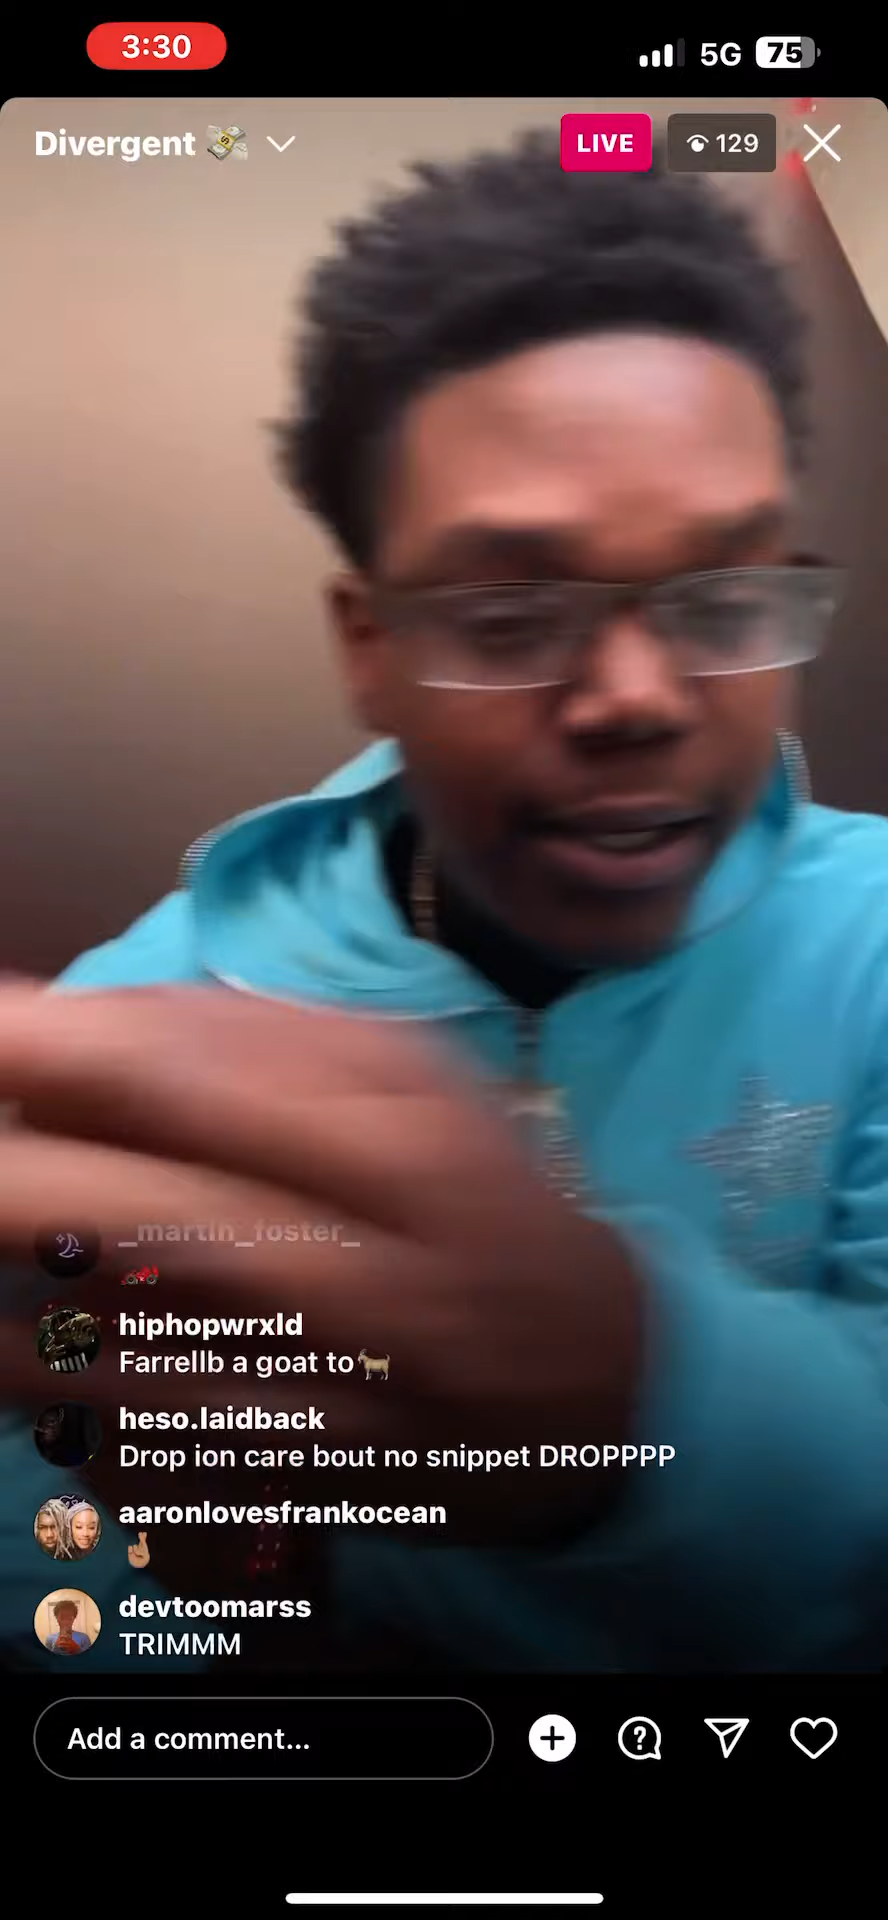 3:30
5G 75
Divergent 💸
LIVE
129
_martin_foster_
🏎️
hiphopwrxld
Farrellb a goat to🐐
heso.laidback
Drop ion care bout no snippet DROPPPP
aaronlovesfrankocean
🤞🏼
devtoomarss
TRIMMM
Add a comment...